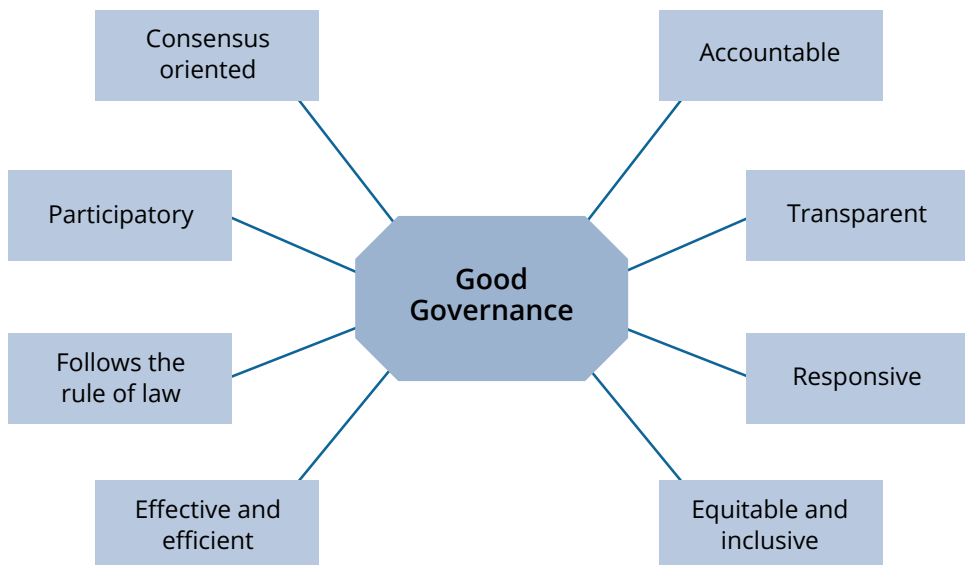 Consensus
oriented
Accountable
Participatory
Transparent
Good
Governance
Follows the
rule of law
Responsive
Effective and
efficient
Equitable and
inclusive